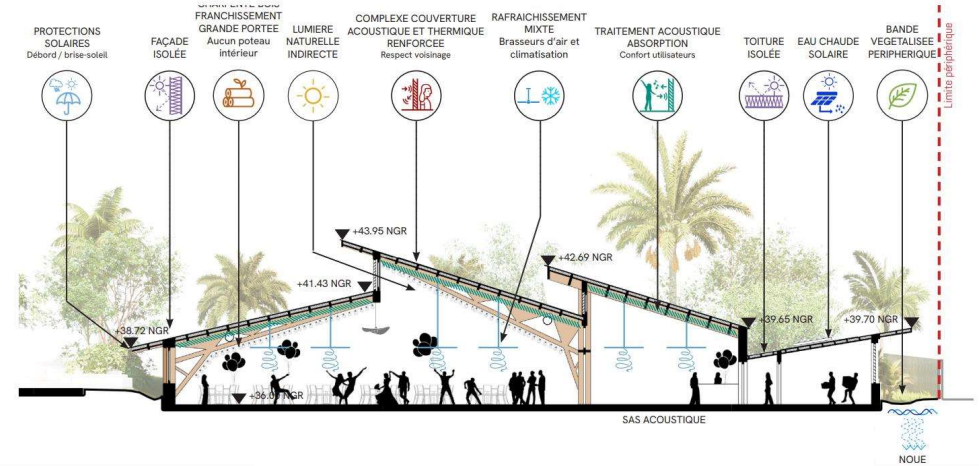 PROTECTIONS
SOLAIRES
Débord / brise-soleil
FAÇADE
ISOLÉE
CHARPENTE BOIS
FRANCHISSEMENT
GRANDE PORTEE
Aucun poteau
intérieur
LUMIERE
NATURELLE
INDIRECTE
COMPLEXE COUVERTURE
ACOUSTIQUE ET THERMIQUE
RENFORCEE
Respect voisinage
RAFRAICHISSEMENT
MIXTE
Brasseurs d'air et
climatisation
TRAITEMENT ACOUSTIQUE
ABSORPTION
Confort utilisateurs
TOITURE
ISOLÉE
EAU CHAUDE
SOLAIRE
BANDE
VEGETALISEE
PERIPHERIQUE
Limite périphérique
+43.95 NGR
+42.69 NGR
+41.43 NGR
+38.72 NGR
+39.65 NGR
+39.70 NGR
NGR
SAS ACOUSTIQUE
NOUE